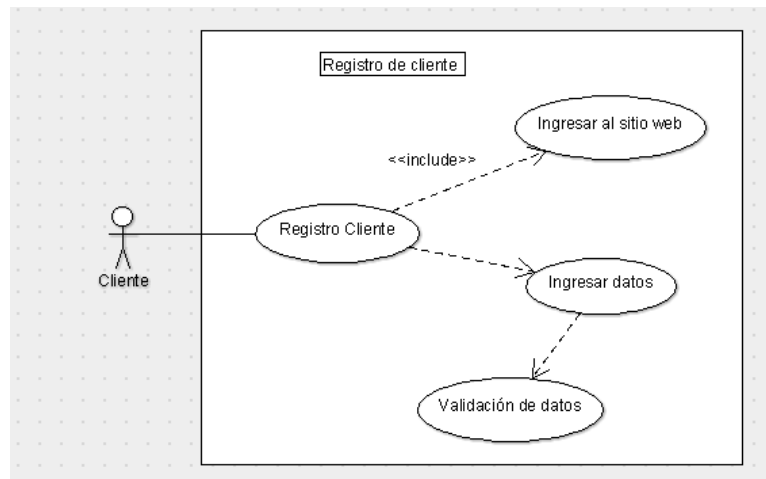 Registro de cliente
Ingresar al sitio web
<<include>>
Registro Cliente
Cliente
Ingresar datos
Validación de datos